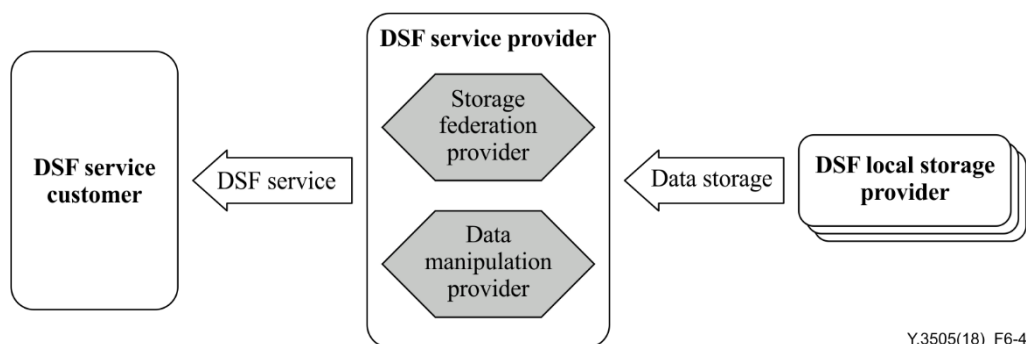 DSF service provider
Storage
federation
provider
DSF service
customer
DSF service
Data storage
DSF local storage
provider
Data
manipulation
provider
Y.3505(18)_F6-4